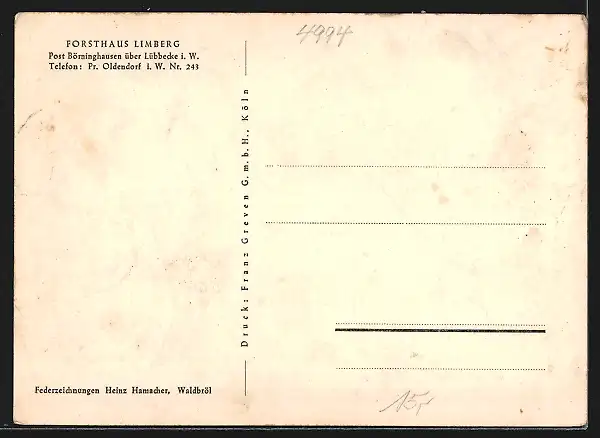 FORSTHAUS LIMBERG
Post Börninghausen über Lübbecke i. W.
Telefon: Pr. Oldendorf i. W. Nr. 243
4994
Druck: Franz Greven G.m.b.H., Köln
Federzeichnungen Heinz Hamacher, Waldbröl
15,-